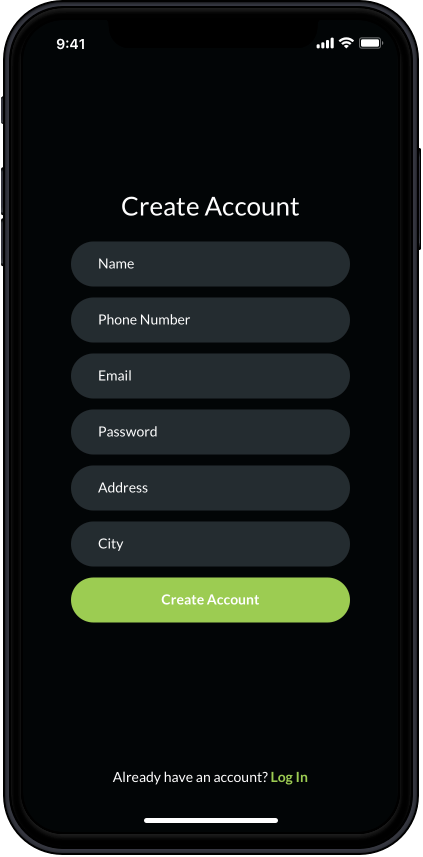 9:41
Create Account
Name
Phone Number
Email
Password
Address
City
Create Account
Already have an account? Log In